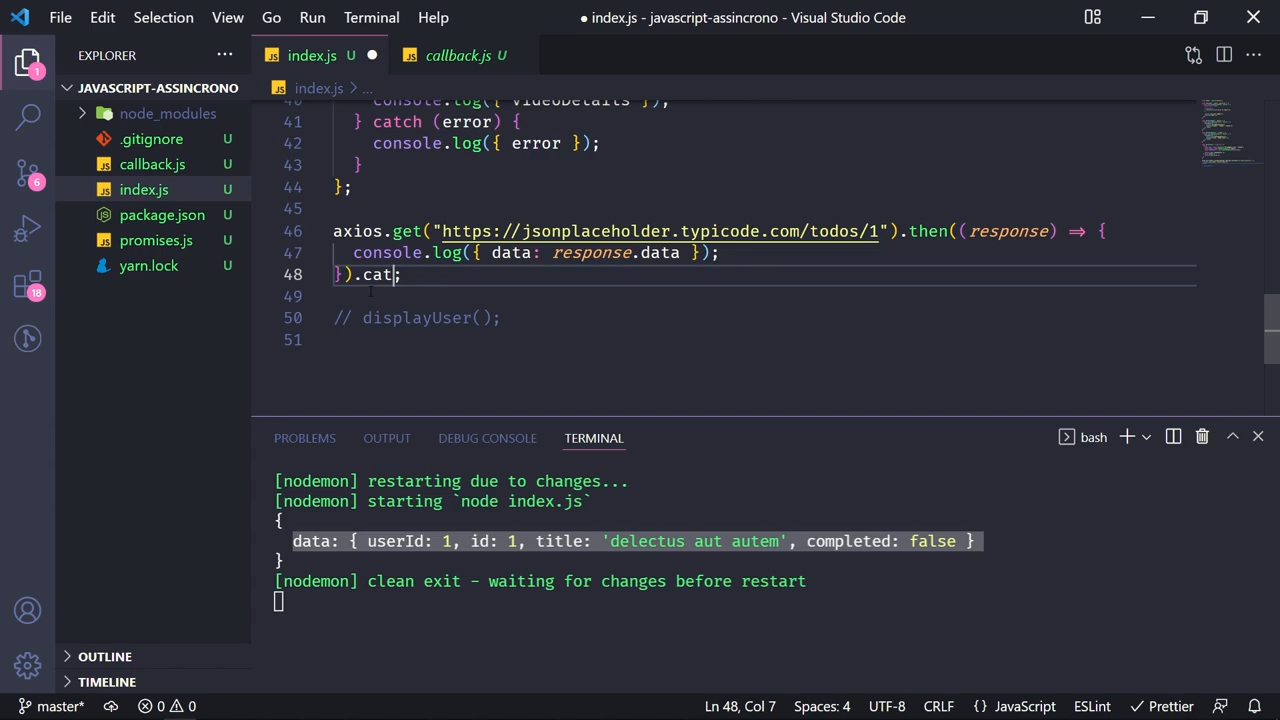 File Edit Selection View Go Run Terminal Help
● index.js - javascript-assincrono - Visual Studio Code
EXPLORER
JS index.js U
JS callback.js U
JAVASCRIPT-ASSINCRONO
JS index.js > ...
node_modules
.gitignore U
JS callback.js U
JS index.js U
package.json U
JS promises.js U
yarn.lock U
1
6
18
40 console.log({ videoDetails });
41 } catch (error) {
42 console.log({ error });
43 }
44 };
45
46 axios.get("https://jsonplaceholder.typicode.com/todos/1").then((response) => {
47 console.log({ data: response.data });
48 }).cat;
49
50 // displayUser();
51
PROBLEMS OUTPUT DEBUG CONSOLE TERMINAL
bash
[nodemon] restarting due to changes...
[nodemon] starting `node index.js`
{
data: { userId: 1, id: 1, title: 'delectus aut autem', completed: false }
}
[nodemon] clean exit - waiting for changes before restart
OUTLINE
TIMELINE
master* 0 0 Ln 48, Col 7 Spaces: 4 UTF-8 CRLF {} JavaScript ESLint Prettier